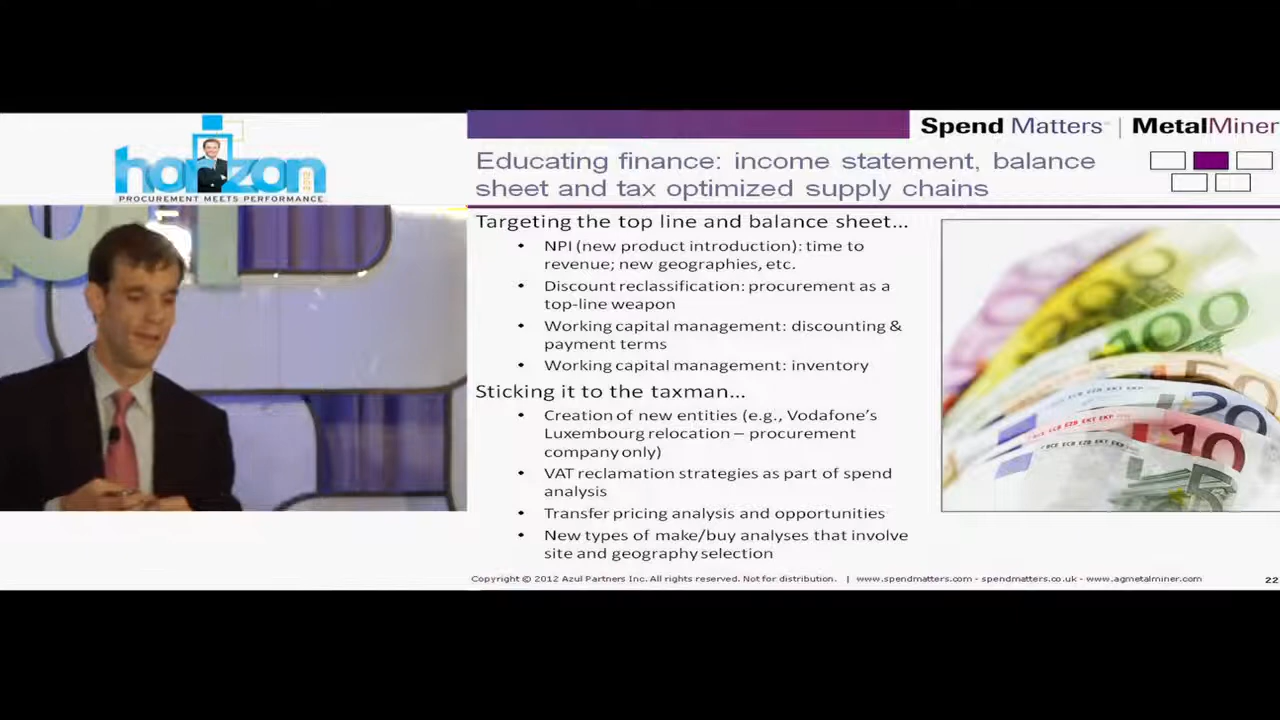 horizon
PROCUREMENT MEETS PERFORMANCE
Spend Matters | MetalMiner
Educating finance: income statement, balance
sheet and tax optimized supply chains
Targeting the top line and balance sheet...
• NPI (new product introduction): time to
revenue; new geographies, etc.
• Discount reclassification: procurement as a
top-line weapon
• Working capital management: discounting &
payment terms
• Working capital management: inventory
Sticking it to the taxman...
• Creation of new entities (e.g., Vodafone's
Luxembourg relocation – procurement
company only)
• VAT reclamation strategies as part of spend
analysis
• Transfer pricing analysis and opportunities
• New types of make/buy analyses that involve
site and geography selection
100
50
20
10
5
Copyright © 2012 Azul Partners Inc. All rights reserved. Not for distribution. | www.spendmatters.com - spendmatters.co.uk - www.agmetalminer.com
22